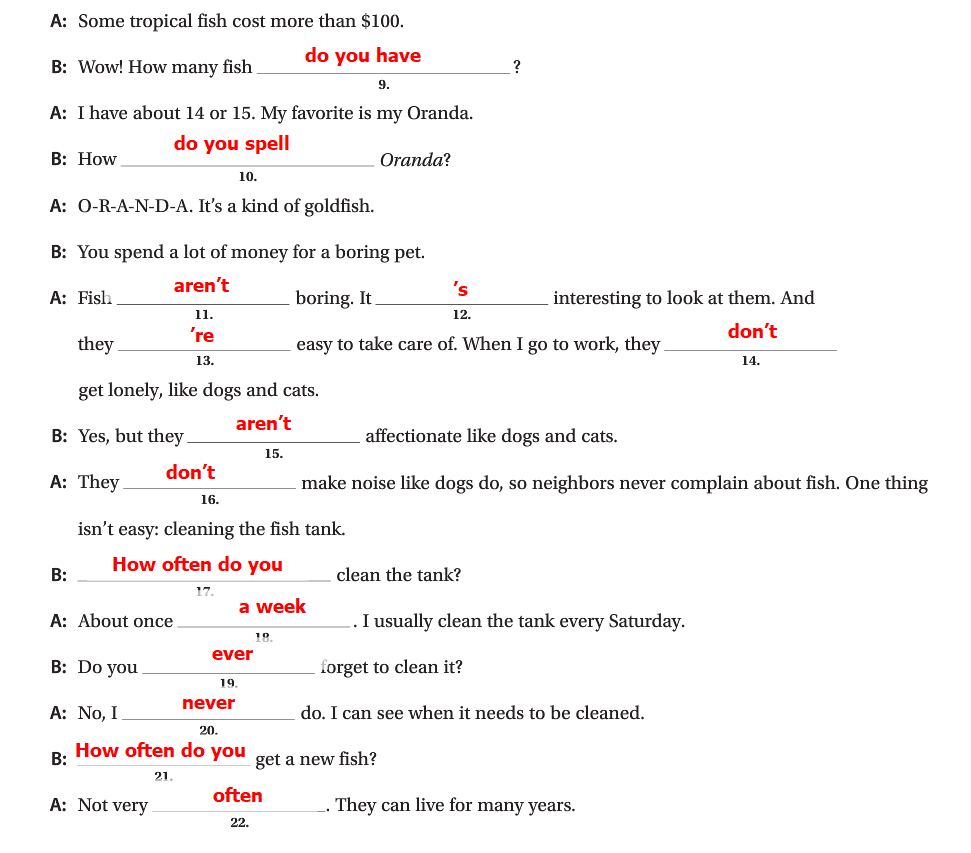 A: Some tropical fish cost more than $100.
B: Wow! How many fish do you have ?
9.
A: I have about 14 or 15. My favorite is my Oranda.
B: How do you spell Oranda?
10.
A: O-R-A-N-D-A. It’s a kind of goldfish.
B: You spend a lot of money for a boring pet.
A: Fish aren’t boring. It ’s interesting to look at them. And
11. 12.
they ’re easy to take care of. When I go to work, they don’t
13. 14.
get lonely, like dogs and cats.
B: Yes, but they aren’t affectionate like dogs and cats.
15.
A: They don’t make noise like dogs do, so neighbors never complain about fish. One thing
16.
isn’t easy: cleaning the fish tank.
B: How often do you clean the tank?
17.
A: About once a week . I usually clean the tank every Saturday.
18.
B: Do you ever forget to clean it?
19.
A: No, I never do. I can see when it needs to be cleaned.
20.
B: How often do you get a new fish?
21.
A: Not very often . They can live for many years.
22.